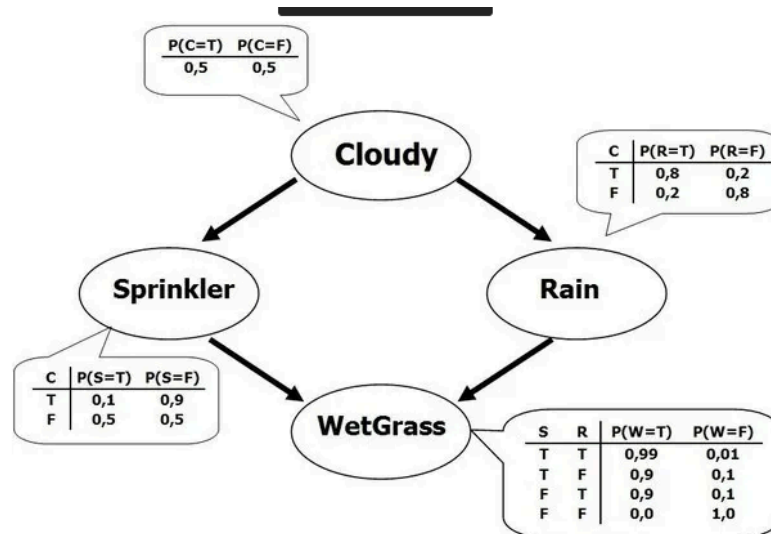 P(C=T) P(C=F)
0,5 0,5
Cloudy
C P(R=T) P(R=F)
T 0,8 0,2
F 0,2 0,8
Sprinkler
Rain
C P(S=T) P(S=F)
T 0,1 0,9
F 0,5 0,5
WetGrass
S R P(W=T) P(W=F)
T T 0,99 0,01
T F 0,9 0,1
F T 0,9 0,1
F F 0,0 1,0